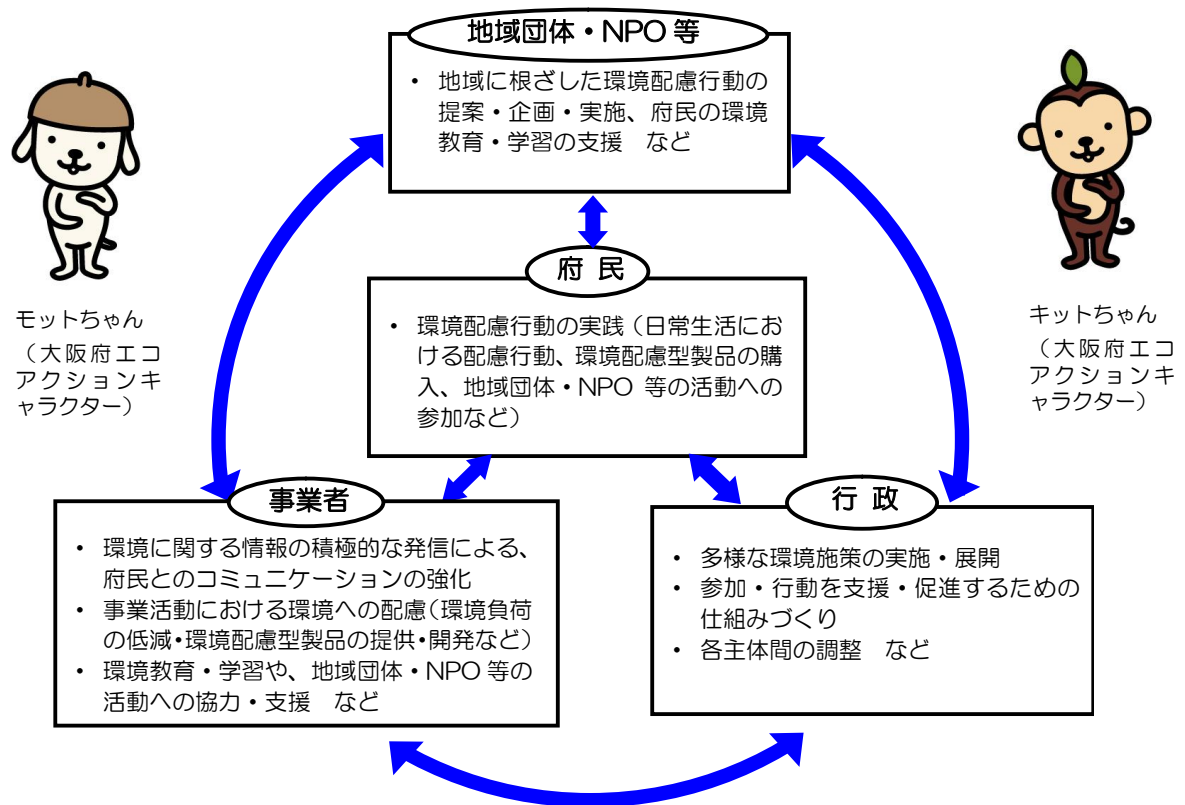 地域団体・NPO 等
・ 地域に根ざした環境配慮行動の
提案・企画・実施、府民の環境
教育・学習の支援　など
モットちゃん
（大阪府エコ
アクションキ
ャラクター）
キットちゃん
（大阪府エコ
アクションキ
ャラクター）
府 民
・ 環境配慮行動の実践（日常生活にお
ける配慮行動、環境配慮型製品の購
入、地域団体・NPO 等の活動への
参加など）
事業者
・ 環境に関する情報の積極的な発信による、
府民とのコミュニケーションの強化
・ 事業活動における環境への配慮（環境負荷
の低減・環境配慮型製品の提供・開発など）
・ 環境教育・学習や、地域団体・NPO 等の
活動への協力・支援　など
行 政
・ 多様な環境施策の実施・展開
・ 参加・行動を支援・促進するための
仕組みづくり
・ 各主体間の調整　など